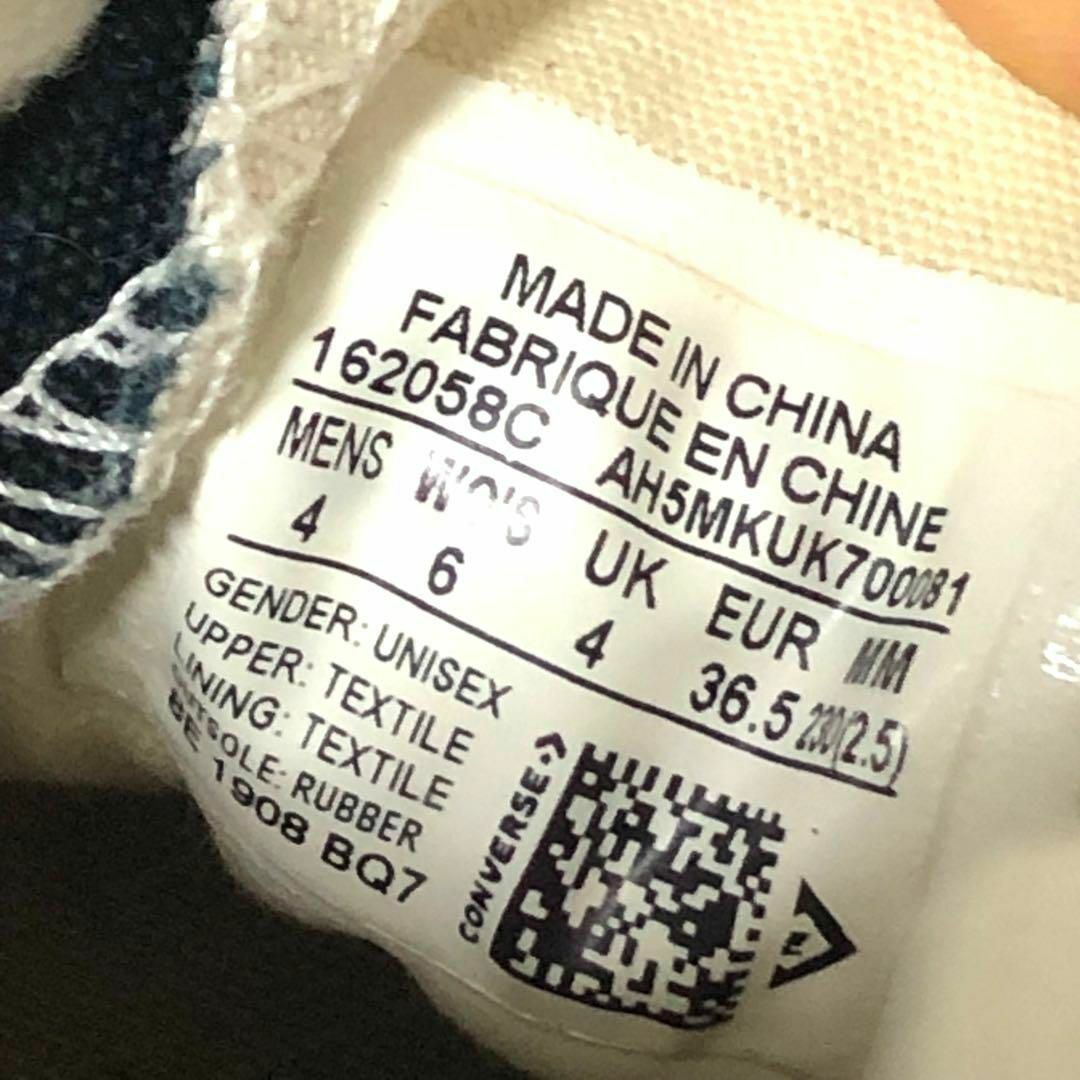 MADE IN CHINA
FABRIQUE EN CHINE
162058C AH5MKUK700081
MENS WO'S UK EUR MM
4 6 4 36.5 230(2.5)
GENDER: UNISEX
UPPER: TEXTILE
LINING: TEXTILE
OUTSOLE: RUBBER
1908 BQ7
CONVERSE